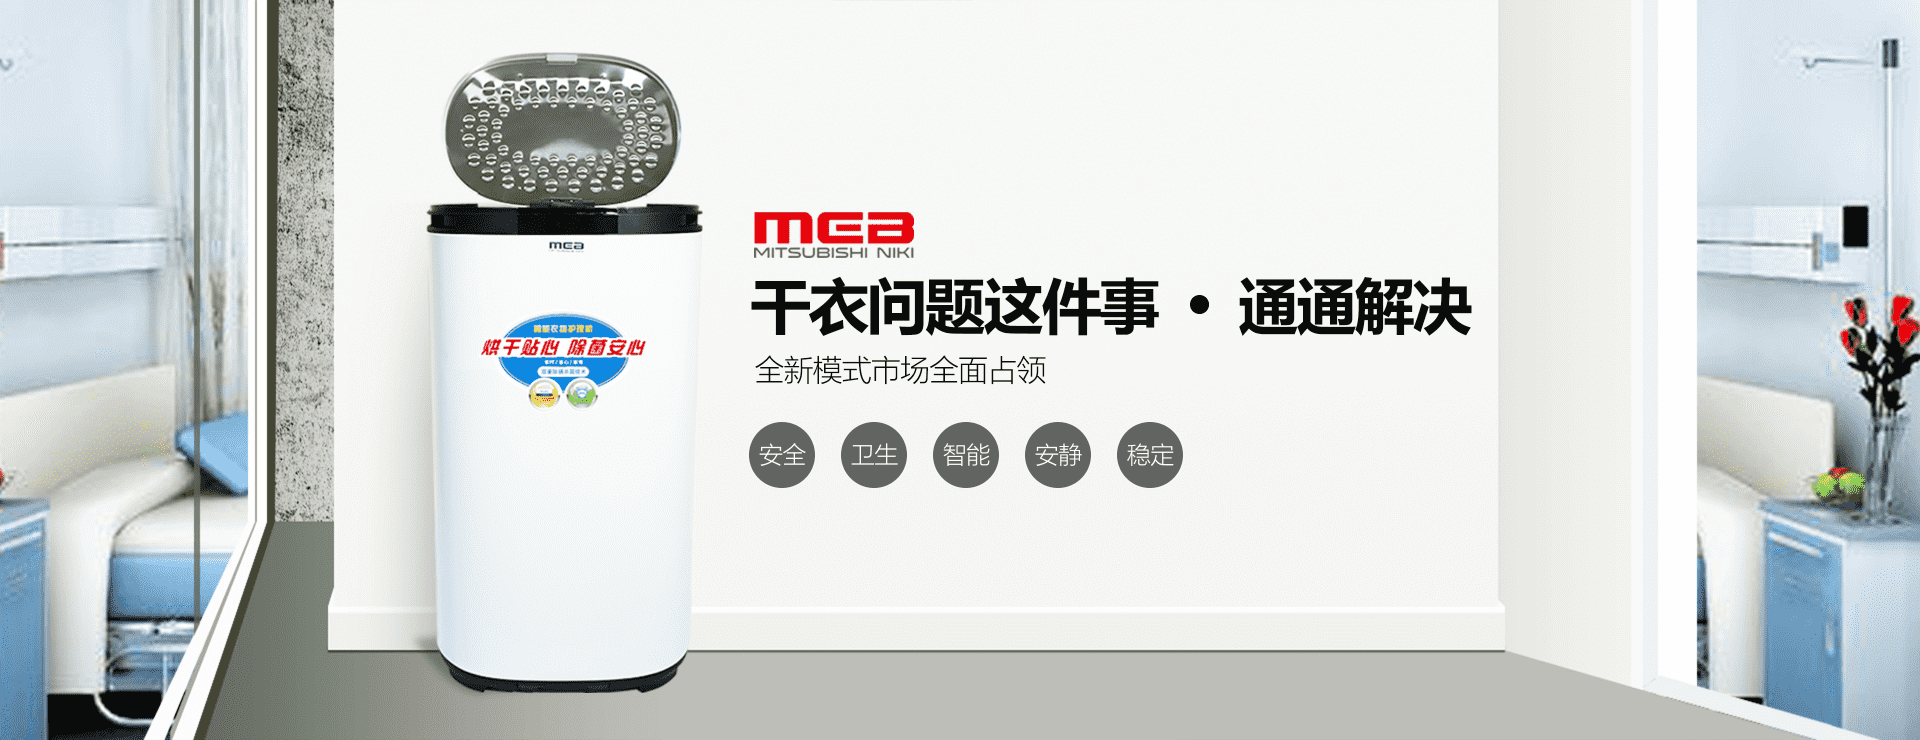 MCB
烘干贴心 除菌安心
MCB
MITSUBISHI NIKI
干衣问题这件事 · 通通解决
全新模式市场全面占领
安全 卫生 智能 安静 稳定